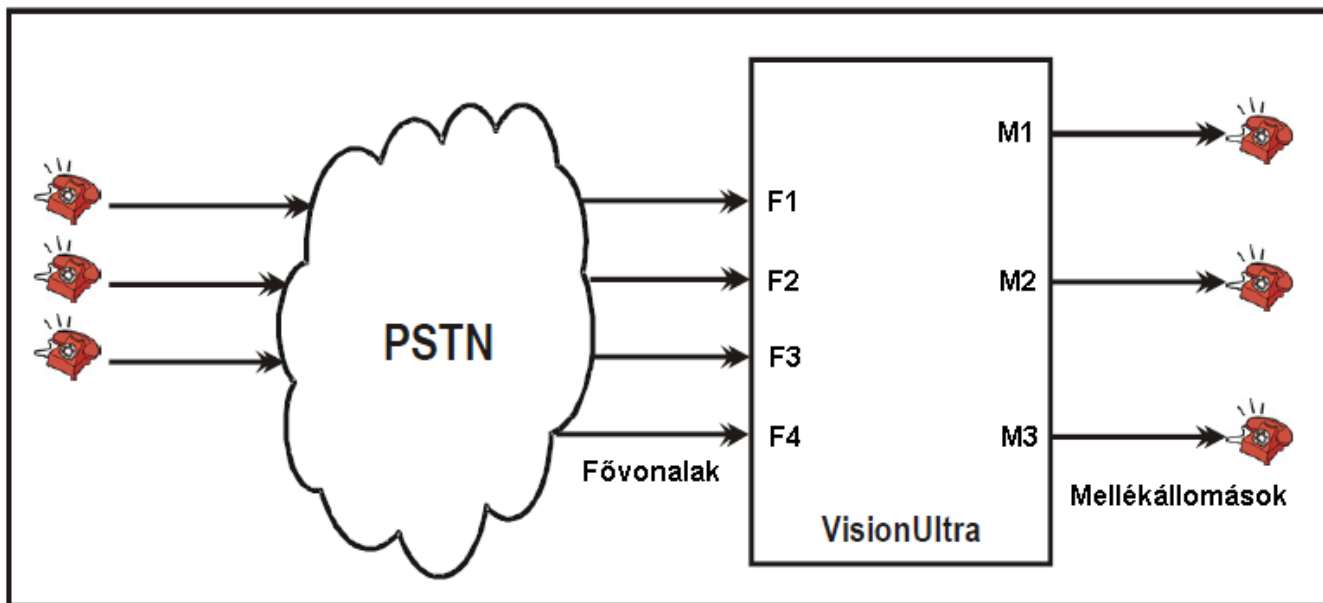 M1
F1
F2
M2
PSTN
F3
F4
M3
Fővonalak
Mellékállomások
VisionUltra